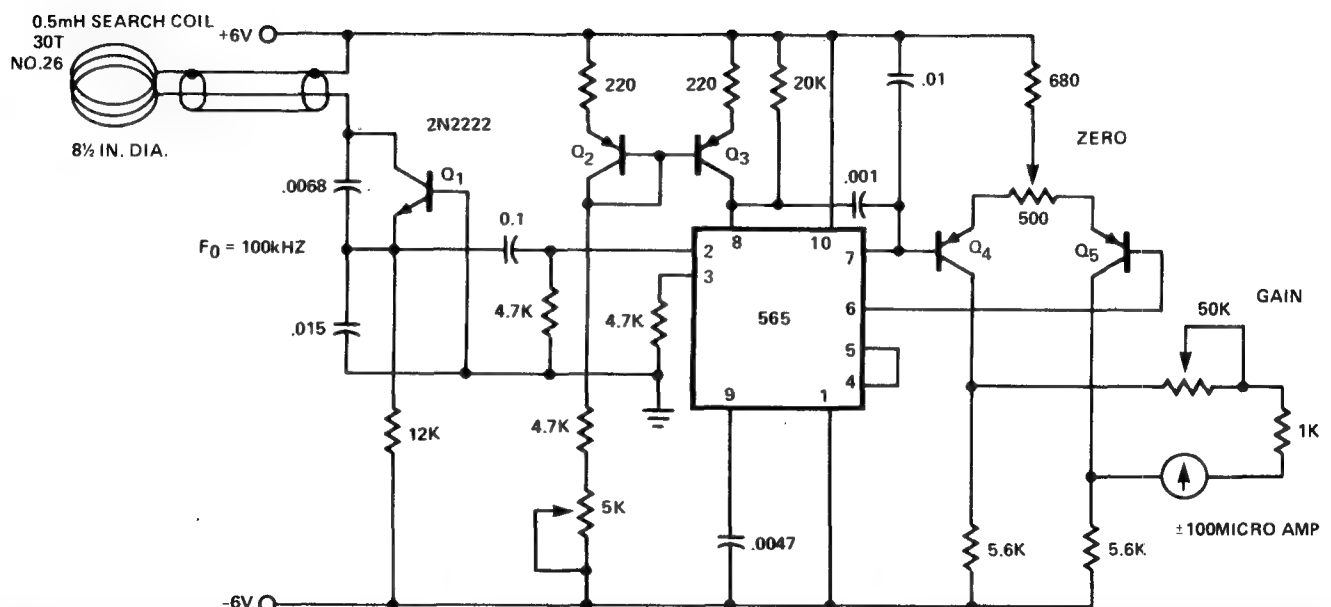 0.5mH SEARCH COIL
30T
NO.26
8½ IN. DIA.
+6V
2N2222
Q1
.0068
F0 = 100kHZ
.015
12K
0.1
4.7K
4.7K
220
220
20K
.01
680
ZERO
500
Q2
Q3
.001
Q4
Q5
2
3
8
10
7
6
5
4
9
1
565
GAIN
50K
1K
4.7K
5K
.0047
5.6K
5.6K
±100MICRO AMP
-6V